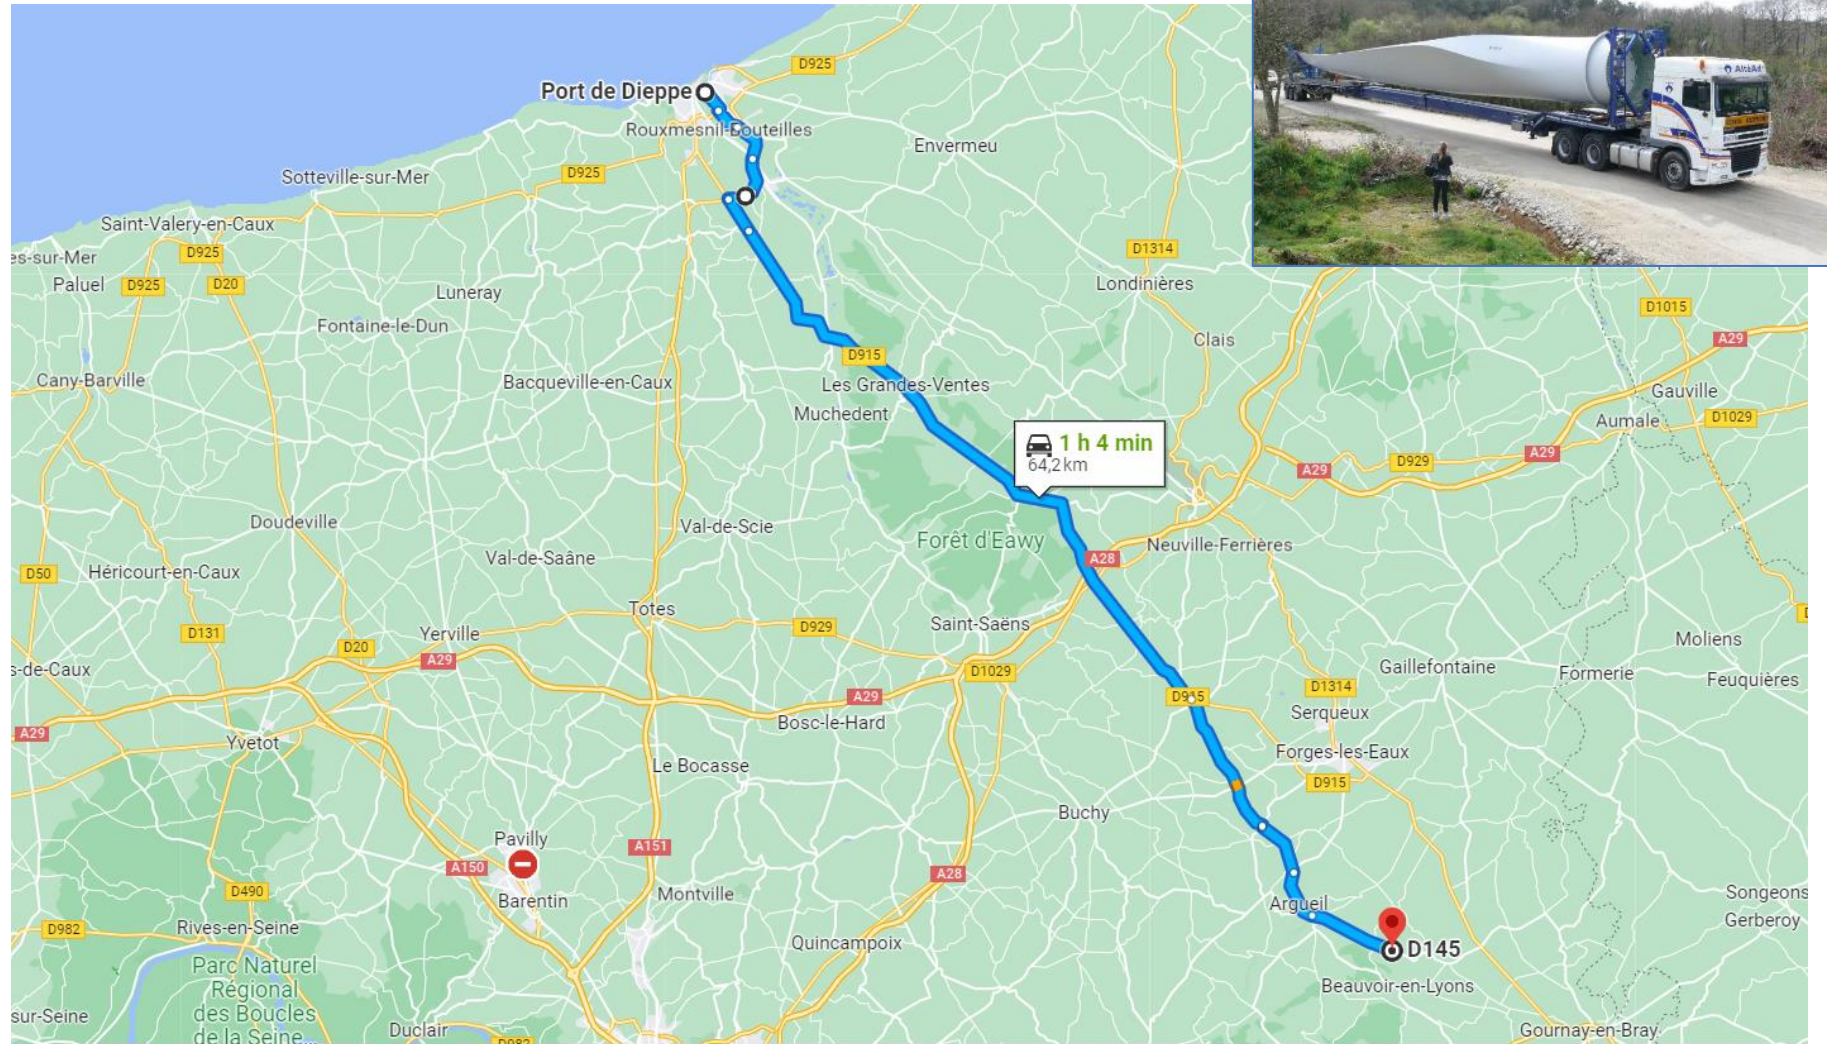 D925
Port de Dieppe
Rouxmesnil-Bouteilles
Envermeu
Sotteville-sur-Mer
D925
Saint-Valery-en-Caux
D925
es-sur-Mer
Paluel
D925
D20
Luneray
D1314
Londinières
D1015
Fontaine-le-Dun
Clais
A29
D915
Cany-Barville
Bacqueville-en-Caux
Les Grandes-Ventes
Gauville
Muchedent
Aumale
D1029
1 h 4 min
64,2 km
A29
D929
A29
Doudeville
Val-de-Scie
Forêt d'Eawy
Neuville-Ferrières
Val-de-Saâne
A28
D50
Héricourt-en-Caux
Totes
D131
Yerville
D929
Saint-Saëns
Moliens
D20
A29
s-de-Caux
D1029
Gaillefontaine
Formerie
Feuquières
D1314
A29
D915
A29
Bosc-le-Hard
Serqueux
Yvetot
Forges-les-Eaux
Le Bocasse
D915
Buchy
Pavilly
A151
A150
A28
D490
Barentin
Montville
Argueil
Songeons
Rives-en-Seine
D982
Gerberoy
Quincampoix
D145
Parc Naturel
Régional
des Boucles
de la Seine...
Beauvoir-en-Lyons
sur-Seine
Duclair
Gournay-en-Bray
D982